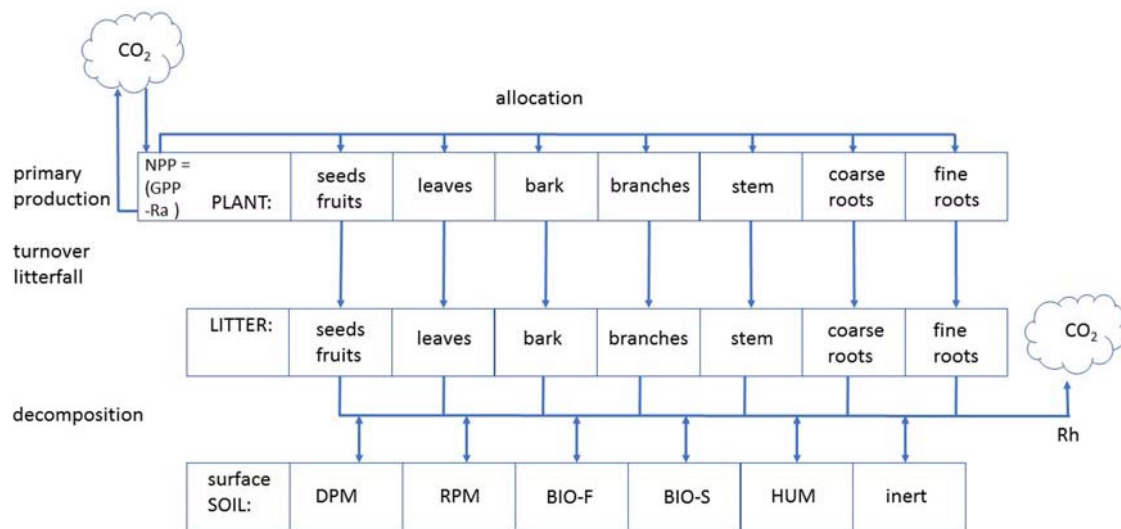 CO2
allocation
primary
production
NPP =
(GPP
-Ra )
PLANT:
seeds
fruits
leaves
bark
branches
stem
coarse
roots
fine
roots
turnover
litterfall
LITTER:
seeds
fruits
leaves
bark
branches
stem
coarse
roots
fine
roots
CO2
decomposition
Rh
surface
SOIL:
DPM
RPM
BIO-F
BIO-S
HUM
inert